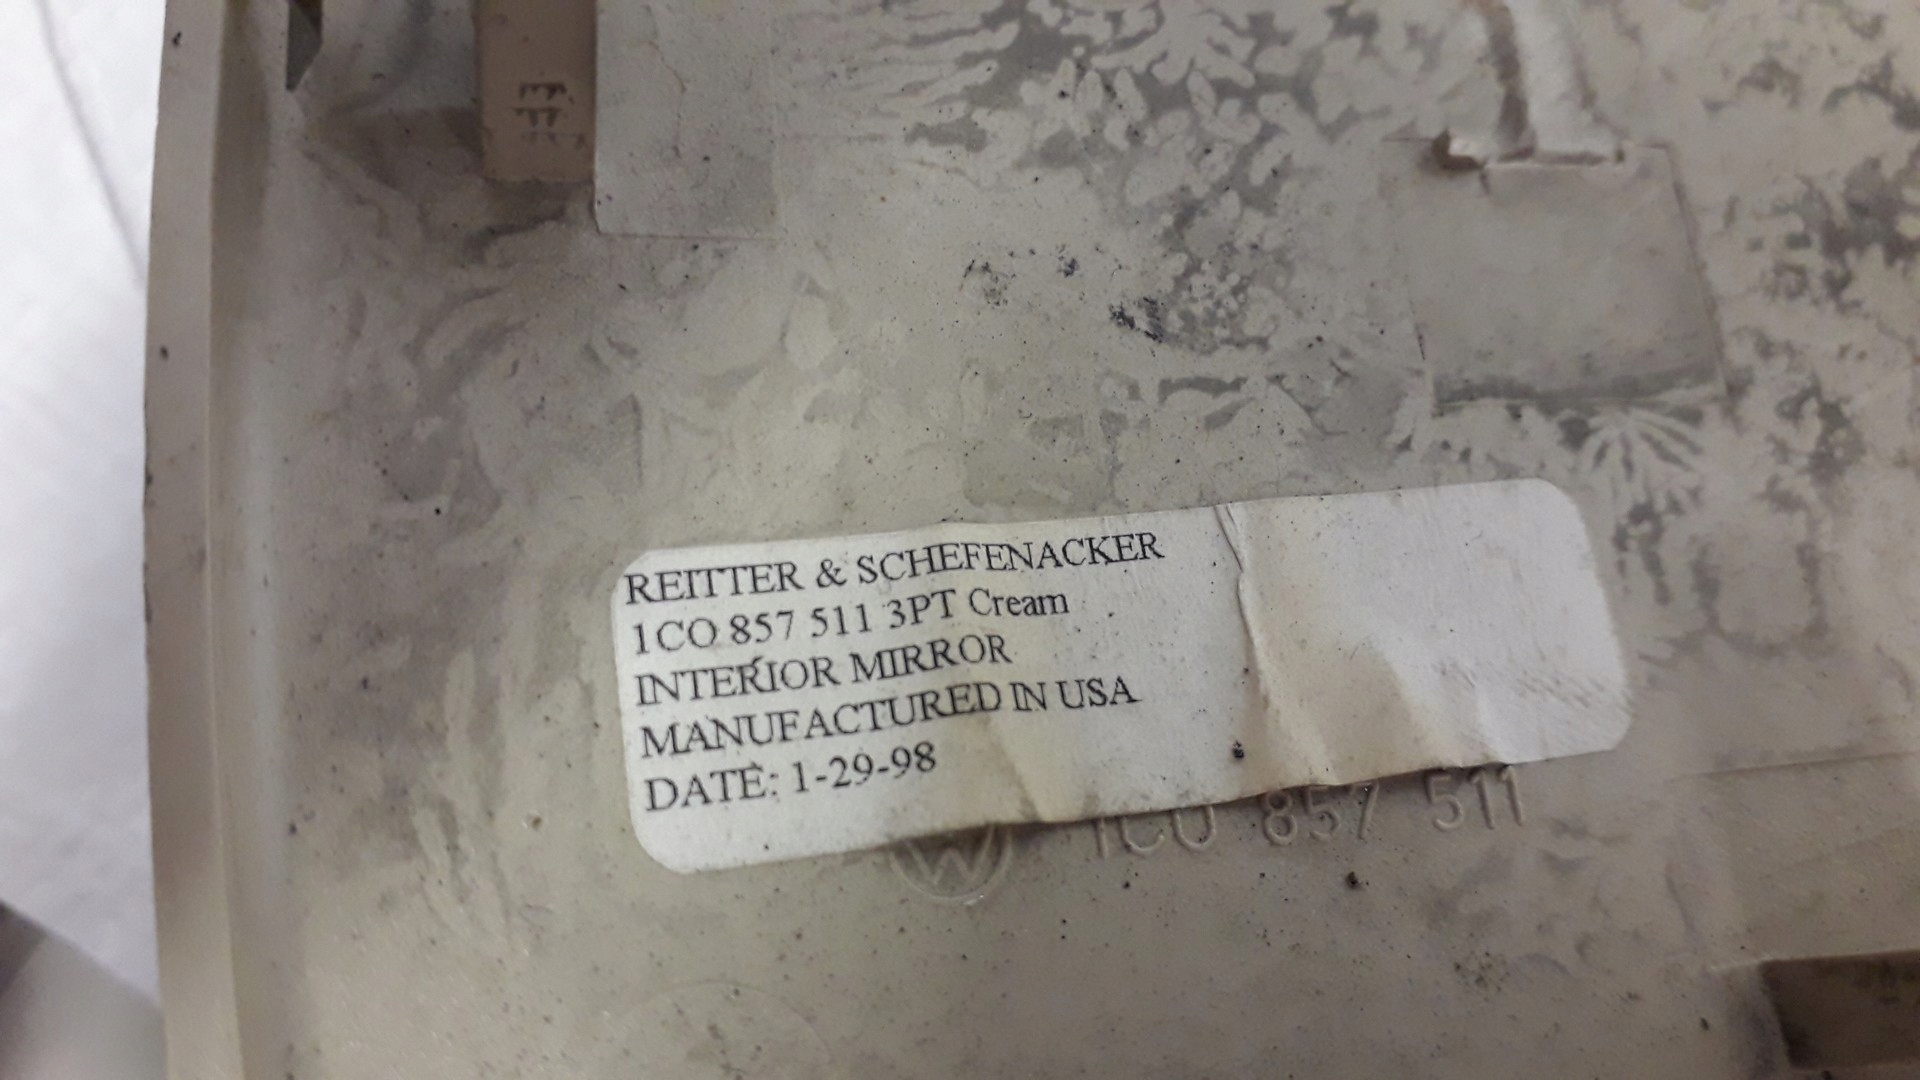 REITTER & SCHEFENACKER
1CO 857 511 3PT Cream
INTERIOR MIRROR
MANUFACTURED IN USA
DATE: 1-29-98
1C0 857 511